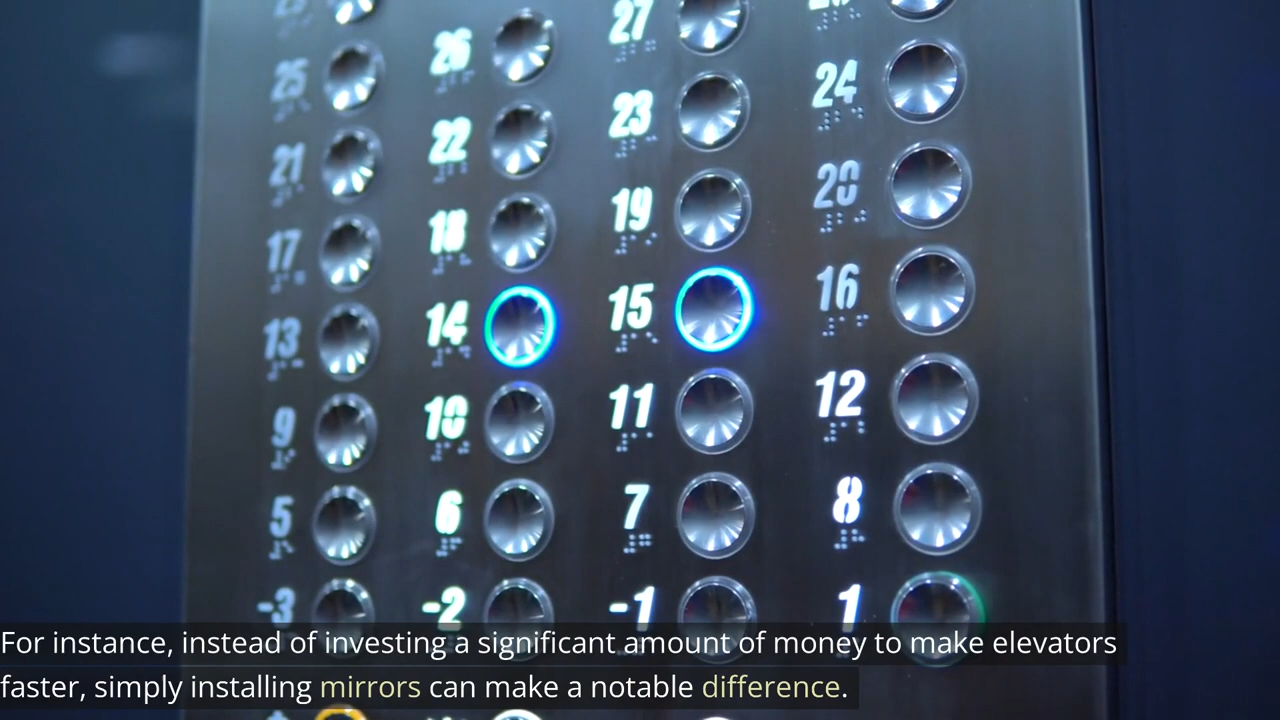 26 27
25 24
22 23
21 20
18 19
17 16
14 15
13 12
10 11
9 8
5 6 7
-3 -2 -1 1
For instance, instead of investing a significant amount of money to make elevators
faster, simply installing mirrors can make a notable difference.